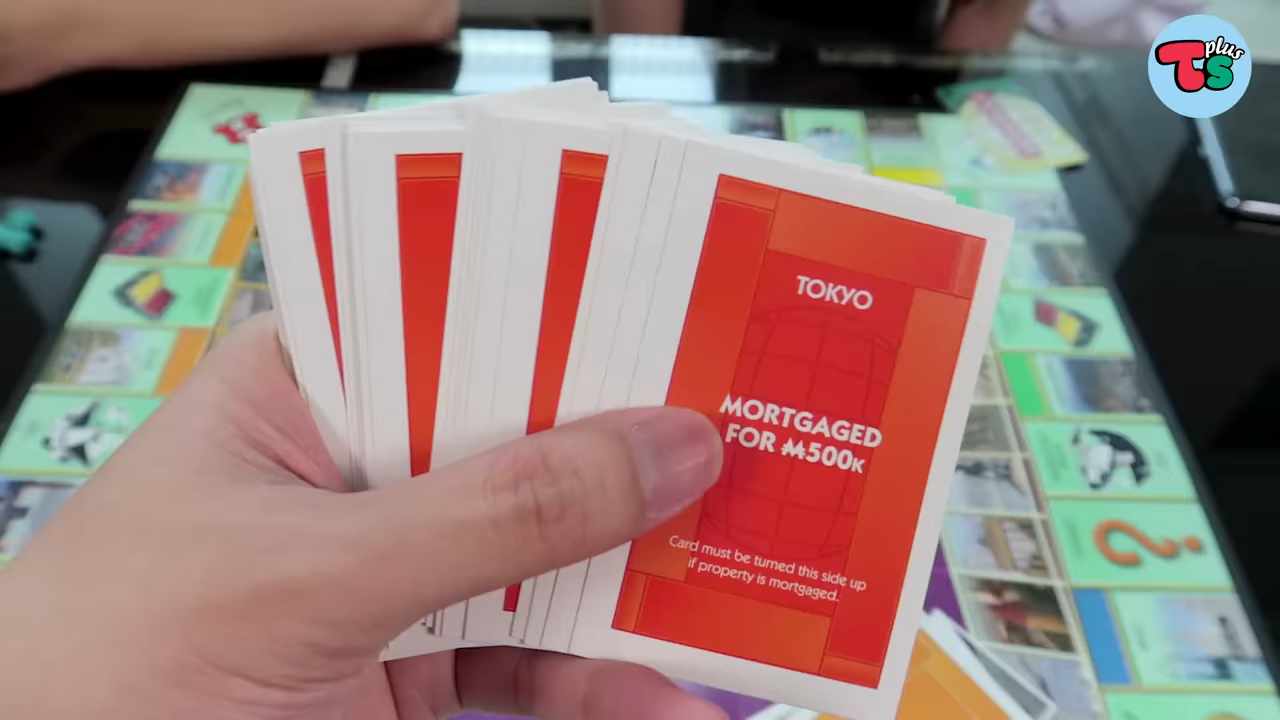 TS plus
TOKYO
MORTGAGED
FOR ₩500K
Card must be turned this side up
if property is mortgaged.